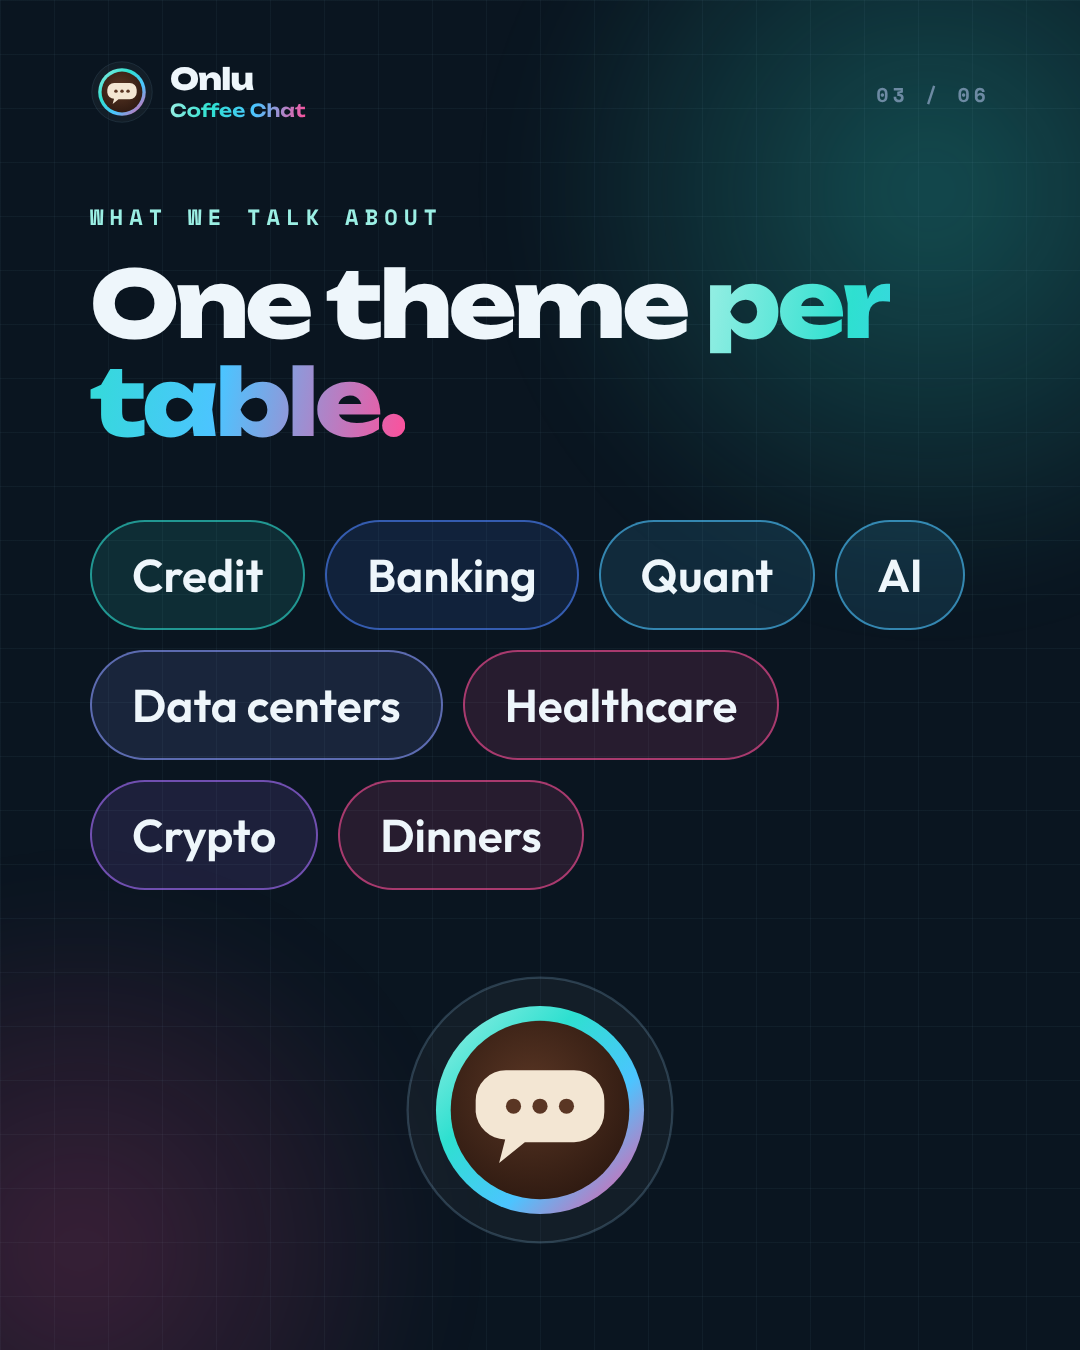 Onlu
Coffee Chat
03 / 06
WHAT WE TALK ABOUT
One theme per
table.
Credit
Banking
Quant
AI
Data centers
Healthcare
Crypto
Dinners